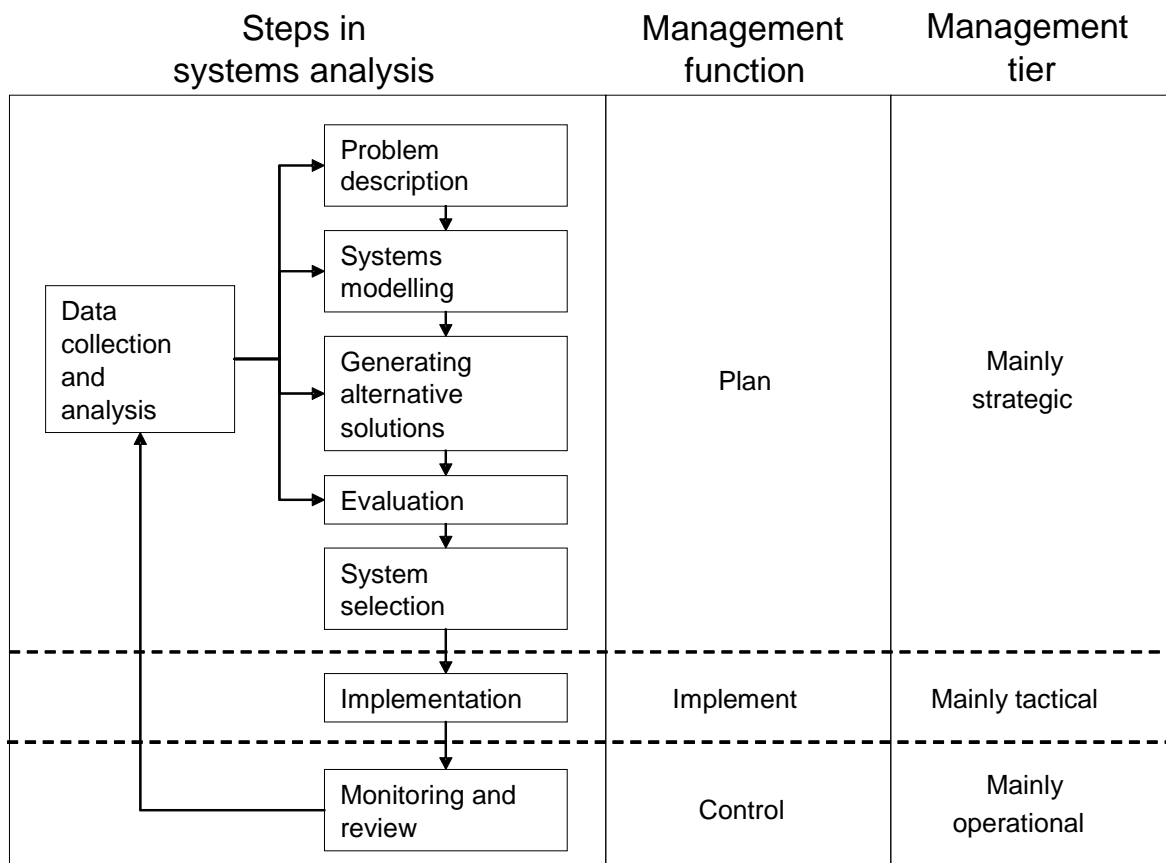 Steps in
systems analysis
Management
function
Management
tier
Problem
description
Systems
modelling
Data
collection
and
analysis
Generating
alternative
solutions
Evaluation
System
selection
Plan
Mainly
strategic
Implementation
Implement
Mainly tactical
Monitoring and
review
Control
Mainly
operational